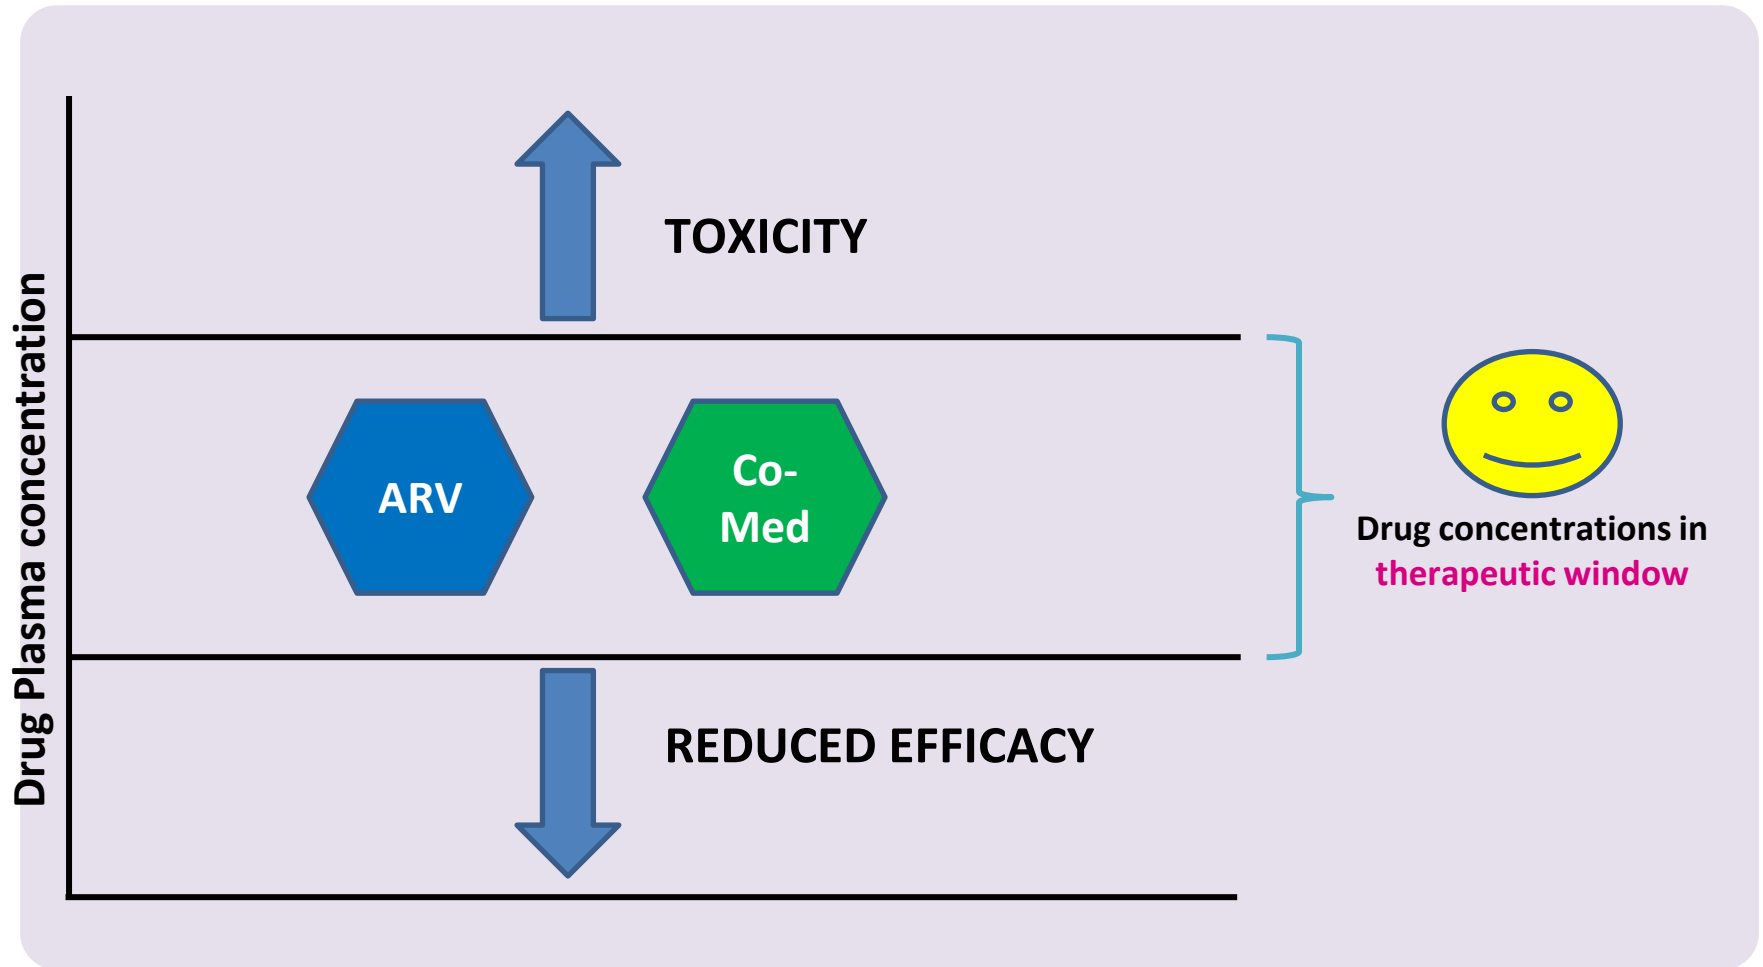 Drug Plasma concentration
TOXICITY
ARV
Co-
Med
Drug concentrations in
therapeutic window
REDUCED EFFICACY